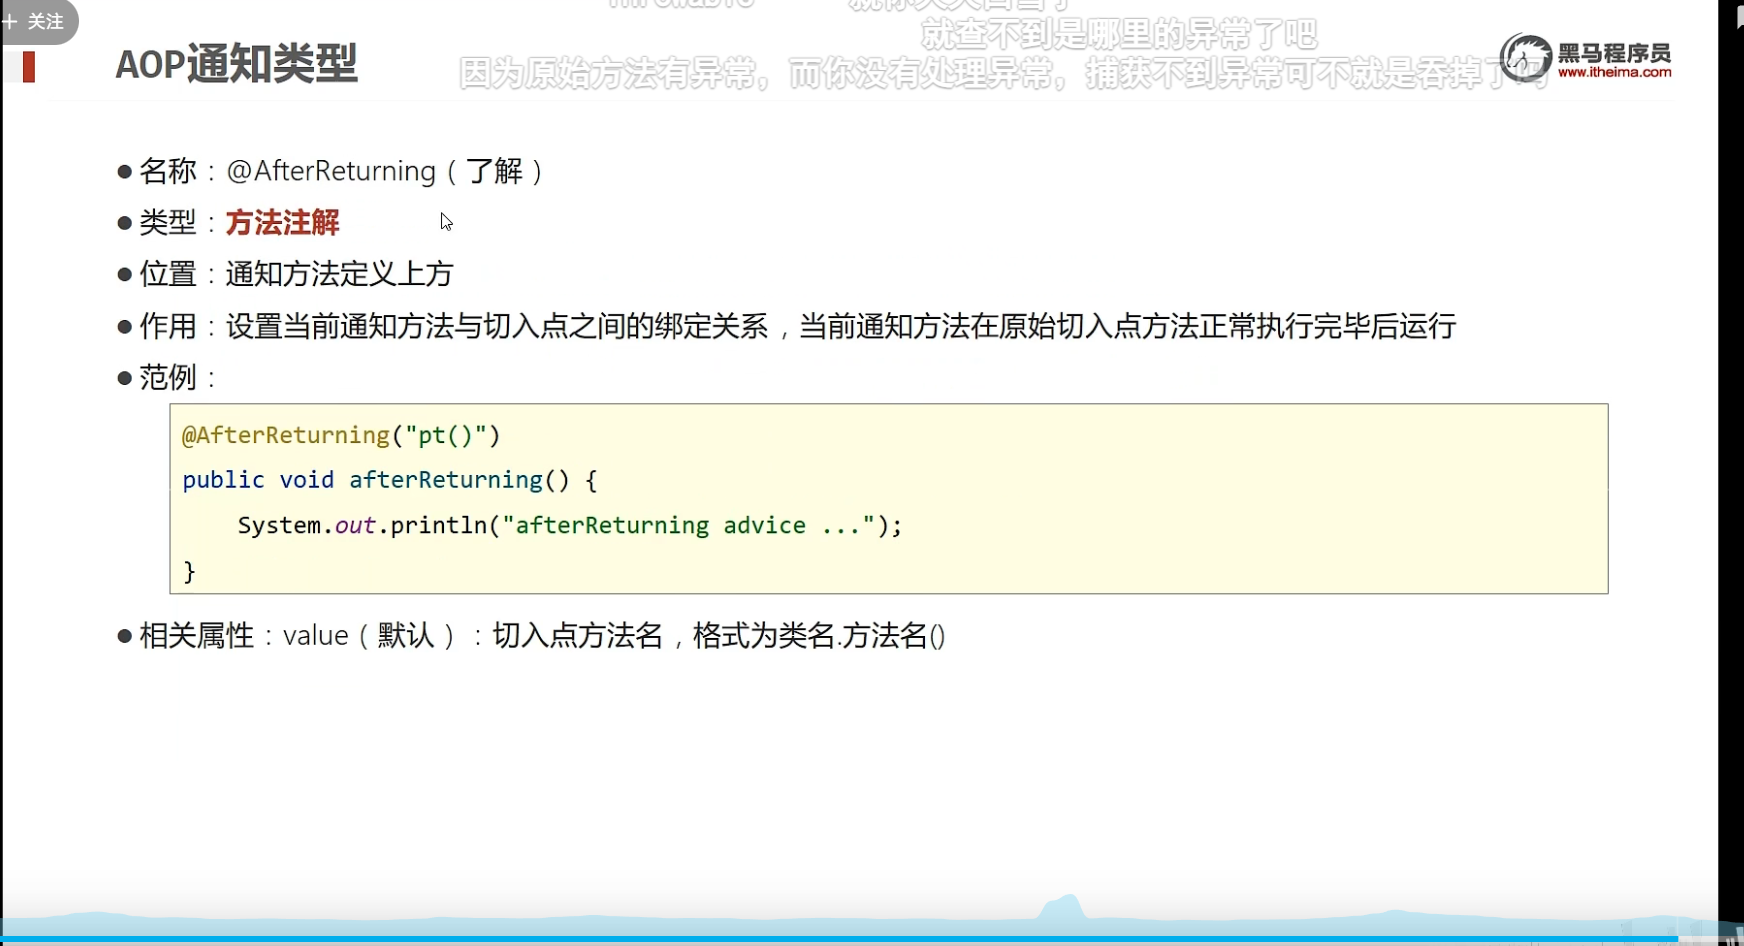 + 关注
就查不到是哪里的异常了吧
AOP通知类型
因为原始方法有异常，而你没有处理异常，捕获不到异常可不就是吞掉了吗
黑马程序员
www.itheima.com
●名称：@AfterReturning（了解）
●类型：方法注解
●位置：通知方法定义上方
●作用：设置当前通知方法与切入点之间的绑定关系，当前通知方法在原始切入点方法正常执行完毕后运行
●范例：
@AfterReturning("pt()")
public void afterReturning() {
    System.out.println("afterReturning advice ...");
}
●相关属性：value（默认）：切入点方法名，格式为类名.方法名()